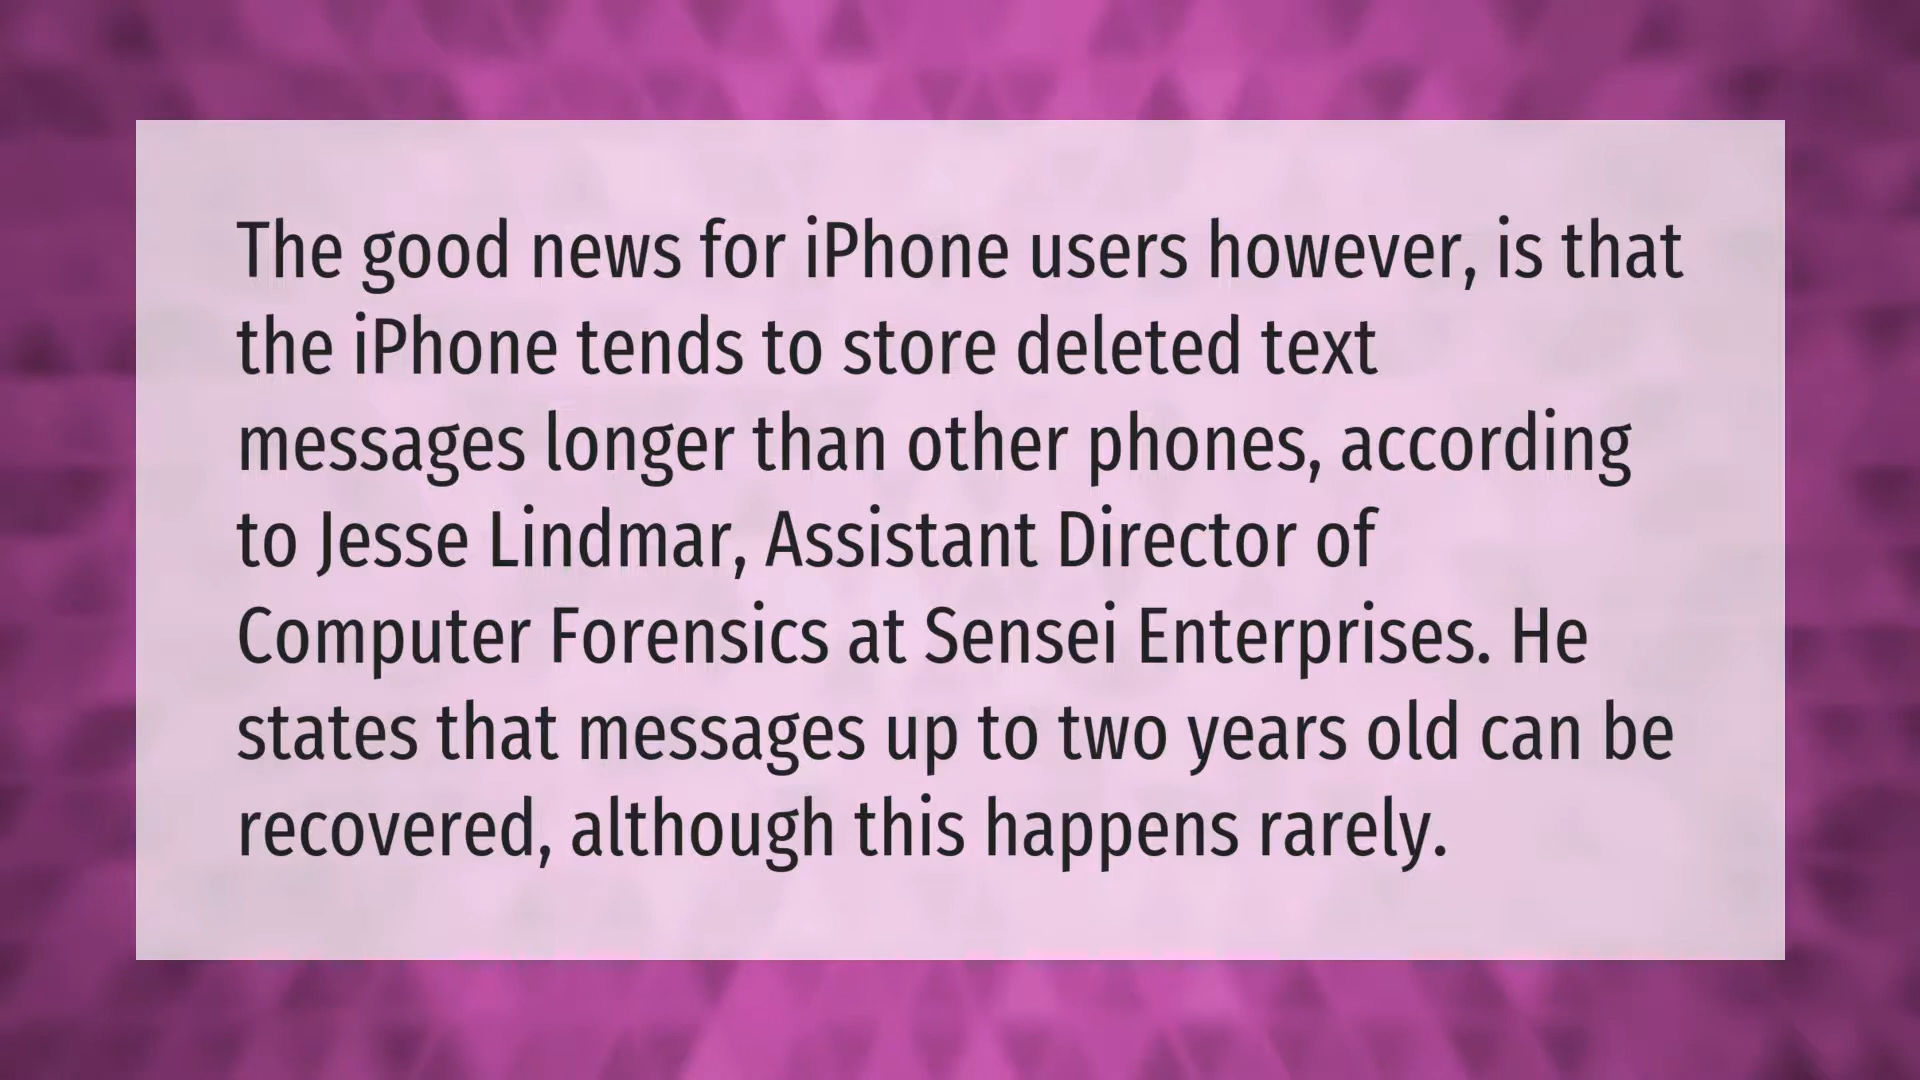 The good news for iPhone users however, is that
the iPhone tends to store deleted text
messages longer than other phones, according
to Jesse Lindmar, Assistant Director of
Computer Forensics at Sensei Enterprises. He
states that messages up to two years old can be
recovered, although this happens rarely.